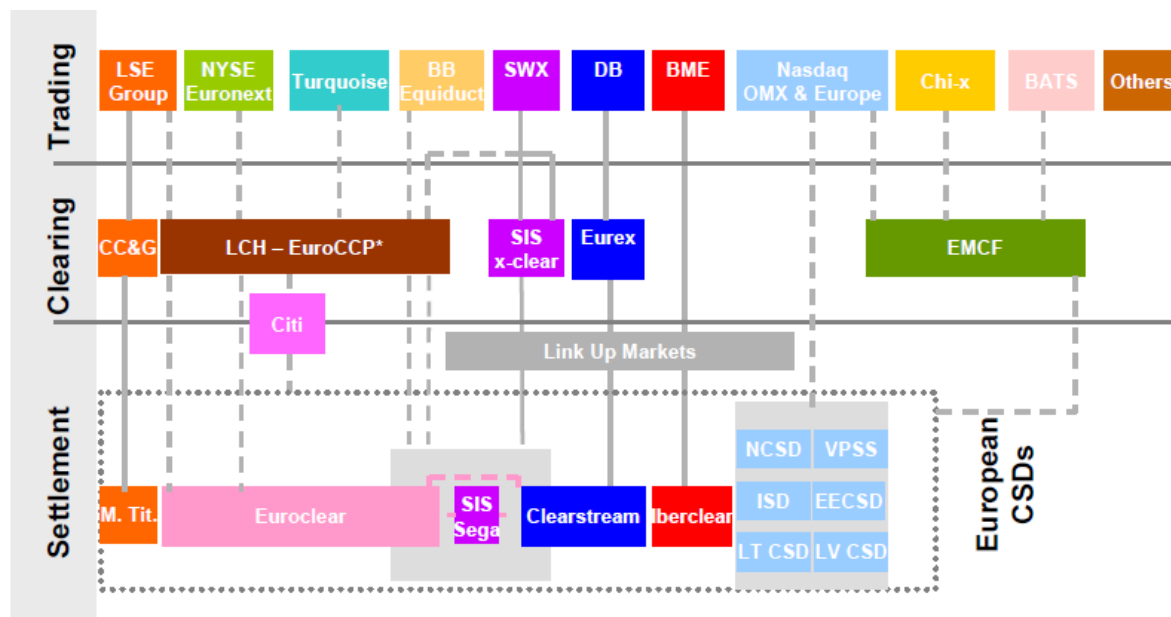 Trading
LSE
Group
NYSE
Euronext
Turquoise
BB
Equiduct
SWX
DB
BME
Nasdaq
OMX & Europe
Chi-x
BATS
Others
Clearing
CC&G
LCH – EuroCCP*
SIS
x-clear
Eurex
EMCF
Citi
Link Up Markets
Settlement
M. Tit.
Euroclear
SIS
Sega
Clearstream
Iberclear
NCSD
VPSS
ISD
EECSD
LT CSD
LV CSD
European
CSDs